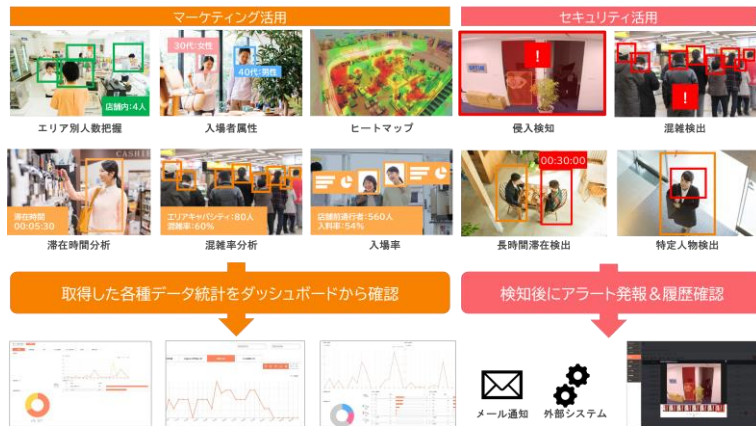 マーケティング活用
セキュリティ活用
店舗内:4人
30代:女性
40代:男性
!
!
エリア別人数把握
入場者属性
ヒートマップ
侵入検知
混雑検出
CASHIE
滞在時間
00:05:30
エリアキャパシティ:80人
混雑率:60%
店舗前通行者:560人
入料率:54%
00:30:00
滞在時間分析
混雑率分析
入場率
長時間滞在検出
特定人物検出
取得した各種データ統計をダッシュボードから確認
検知後にアラート発報&履歴確認
メール通知
外部システム